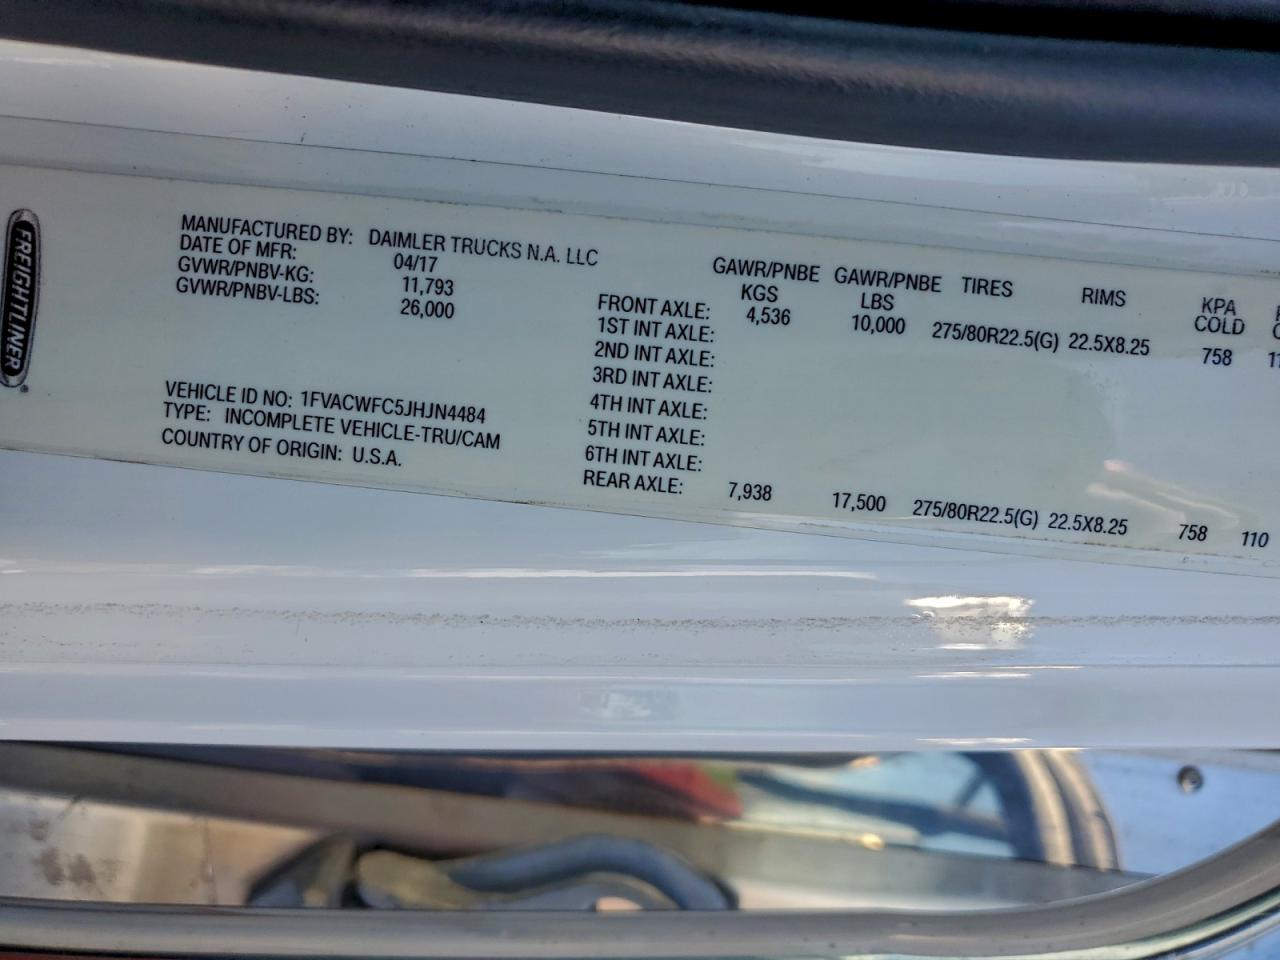 FREIGHTLINER
MANUFACTURED BY: DAIMLER TRUCKS N.A. LLC
DATE OF MFR: 04/17
GVWR/PNBV-KG: 11,793
GVWR/PNBV-LBS: 26,000
VEHICLE ID NO: 1FVACWFC5JHJN4484
TYPE: INCOMPLETE VEHICLE-TRU/CAM
COUNTRY OF ORIGIN: U.S.A.
GAWR/PNBE KGS GAWR/PNBE LBS TIRES RIMS KPA COLD
FRONT AXLE: 4,536 10,000 275/80R22.5(G) 22.5X8.25 758
1ST INT AXLE:
2ND INT AXLE:
3RD INT AXLE:
4TH INT AXLE:
5TH INT AXLE:
6TH INT AXLE:
REAR AXLE: 7,938 17,500 275/80R22.5(G) 22.5X8.25 758 110